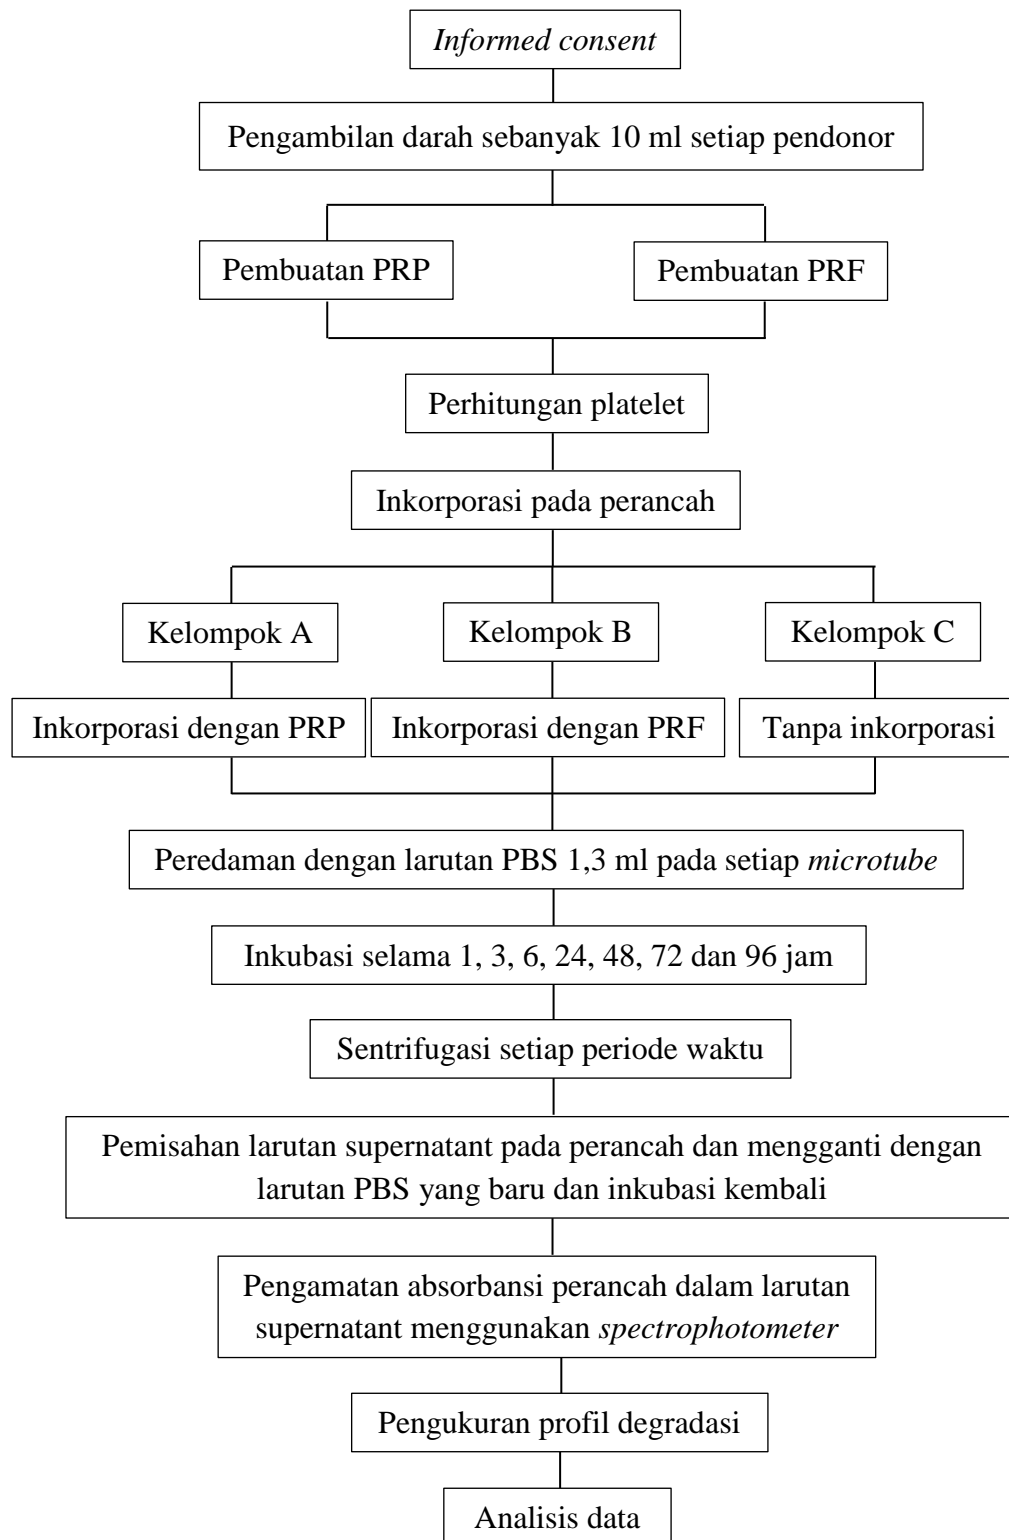 Informed consent
Pengambilan darah sebanyak 10 ml setiap pendonor
Pembuatan PRP
Pembuatan PRF
Perhitungan platelet
Inkorporasi pada perancah
Kelompok A
Kelompok B
Kelompok C
Inkorporasi dengan PRP
Inkorporasi dengan PRF
Tanpa inkorporasi
Peredaman dengan larutan PBS 1,3 ml pada setiap microtube
Inkubasi selama 1, 3, 6, 24, 48, 72 dan 96 jam
Sentrifugasi setiap periode waktu
Pemisahan larutan supernatant pada perancah dan mengganti dengan
larutan PBS yang baru dan inkubasi kembali
Pengamatan absorbansi perancah dalam larutan
supernatant menggunakan spectrophotometer
Pengukuran profil degradasi
Analisis data